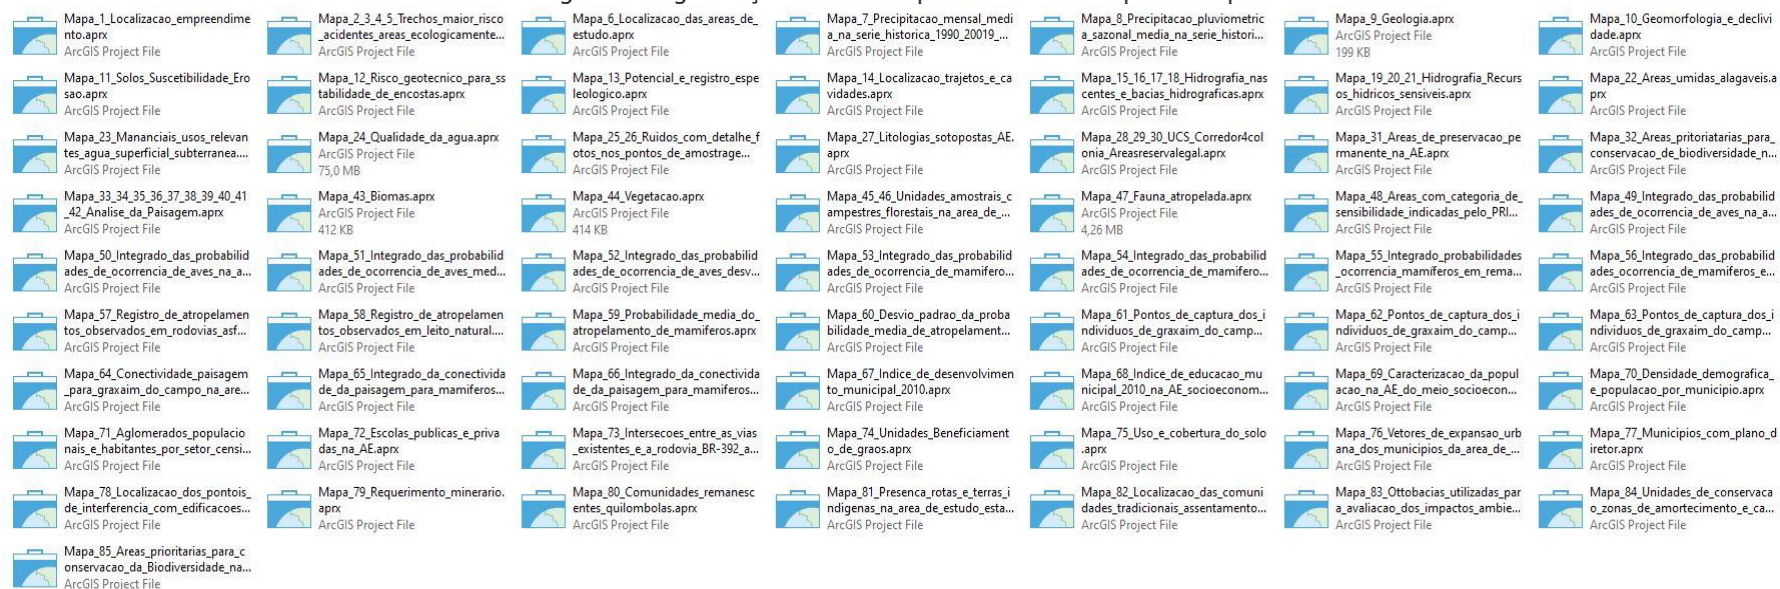 Mapa_1_Localizacao_empreendime
nto.aprx
ArcGIS Project File
Mapa_2_3_4_5_Trechos_maior_risco
_acidentes_areas_ecologicamente...
ArcGIS Project File
Mapa_6_Localizacao_das_areas_de_
estudo.aprx
ArcGIS Project File
Mapa_7_Precipitacao_mensal_medi
a_na_serie_historica_1990_20019_...
ArcGIS Project File
Mapa_8_Precipitacao_pluviometric
a_sazonal_media_na_serie_histori...
ArcGIS Project File
Mapa_9_Geologia.aprx
ArcGIS Project File
199 KB
Mapa_10_Geomorfologia_e_declivi
dade.aprx
ArcGIS Project File
Mapa_11_Solos_Suscetibilidade_Ero
sao.aprx
ArcGIS Project File
Mapa_12_Risco_geotecnico_para_ss
tabilidade_de_encostas.aprx
ArcGIS Project File
Mapa_13_Potencial_e_registro_espe
leologico.aprx
ArcGIS Project File
Mapa_14_Localizacao_trajetos_e_ca
vidades.aprx
ArcGIS Project File
Mapa_15_16_17_18_Hidrografia_nas
centes_e_bacias_hidrograficas.aprx
ArcGIS Project File
Mapa_19_20_21_Hidrografia_Recurs
os_hidricos_sensiveis.aprx
ArcGIS Project File
Mapa_22_Areas_umidas_alagaveis.a
prx
ArcGIS Project File
Mapa_23_Mananciais_usos_relevan
tes_agua_superficial_subterranea....
ArcGIS Project File
Mapa_24_Qualidade_da_agua.aprx
ArcGIS Project File
75,0 MB
Mapa_25_26_Ruidos_com_detalhe_f
otos_nos_pontos_de_amostrage...
ArcGIS Project File
Mapa_27_Litologias_sotopostas_AE.
aprx
ArcGIS Project File
Mapa_28_29_30_UCS_Corredor4col
onia_Areasreservalegal.aprx
ArcGIS Project File
Mapa_31_Areas_de_preservacao_pe
rmanente_na_AE.aprx
ArcGIS Project File
Mapa_32_Areas_pritoriatarias_para_
conservacao_de_biodiversidade_n...
ArcGIS Project File
Mapa_33_34_35_36_37_38_39_40_41
_42_Analise_da_Paisagem.aprx
ArcGIS Project File
Mapa_43_Biomas.aprx
ArcGIS Project File
412 KB
Mapa_44_Vegetacao.aprx
ArcGIS Project File
414 KB
Mapa_45_46_Unidades_amostrais_c
ampestres_florestais_na_area_de_...
ArcGIS Project File
Mapa_47_Fauna_atropelada.aprx
ArcGIS Project File
4,26 MB
Mapa_48_Areas_com_categoria_de_
sensibilidade_indicadas_pelo_PRI...
ArcGIS Project File
Mapa_49_Integrado_das_probabilid
ades_de_ocorrencia_de_aves_na_a...
ArcGIS Project File
Mapa_50_Integrado_das_probabilid
ades_de_ocorrencia_de_aves_na_a...
ArcGIS Project File
Mapa_51_Integrado_das_probabilid
ades_de_ocorrencia_de_aves_med...
ArcGIS Project File
Mapa_52_Integrado_das_probabilid
ades_de_ocorrencia_de_aves_desv...
ArcGIS Project File
Mapa_53_Integrado_das_probabilid
ades_de_ocorrencia_de_mamifero...
ArcGIS Project File
Mapa_54_Integrado_das_probabilid
ades_de_ocorrencia_de_mamifero...
ArcGIS Project File
Mapa_55_Integrado_probabilidades
_ocorrencia_mamiferos_em_rema...
ArcGIS Project File
Mapa_56_Integrado_das_probabilid
ades_ocorrencia_de_mamiferos_e...
ArcGIS Project File
Mapa_57_Registro_de_atropelamen
tos_observados_em_rodovias_asf...
ArcGIS Project File
Mapa_58_Registro_de_atropelamen
tos_observados_em_leito_natural....
ArcGIS Project File
Mapa_59_Probabilidade_media_do_
atropelamento_de_mamiferos.aprx
ArcGIS Project File
Mapa_60_Desvio_padrao_da_proba
bilidade_media_de_atropelament...
ArcGIS Project File
Mapa_61_Pontos_de_captura_dos_i
ndividuos_de_graxaim_do_camp...
ArcGIS Project File
Mapa_62_Pontos_de_captura_dos_i
ndividuos_de_graxaim_do_camp...
ArcGIS Project File
Mapa_63_Pontos_de_captura_dos_i
ndividuos_de_graxaim_do_camp...
ArcGIS Project File
Mapa_64_Conectividade_paisagem
_para_graxaim_do_campo_na_are...
ArcGIS Project File
Mapa_65_Integrado_da_conectivida
de_da_paisagem_para_mamiferos...
ArcGIS Project File
Mapa_66_Integrado_da_conectivida
de_da_paisagem_para_mamiferos...
ArcGIS Project File
Mapa_67_Indice_de_desenvolvimen
to_municipal_2010.aprx
ArcGIS Project File
Mapa_68_Indice_de_educacao_mu
nicipal_2010_na_AE_socioeconom...
ArcGIS Project File
Mapa_69_Caracterizacao_da_popul
acao_na_AE_do_meio_socioecon...
ArcGIS Project File
Mapa_70_Densidade_demografica_
e_populacao_por_municipio.aprx
ArcGIS Project File
Mapa_71_Aglomerados_populacio
nais_e_habitantes_por_setor_censi...
ArcGIS Project File
Mapa_72_Escolas_publicas_e_priva
das_na_AE.aprx
ArcGIS Project File
Mapa_73_Intersecoes_entre_as_vias
_existentes_e_a_rodovia_BR-392_a...
ArcGIS Project File
Mapa_74_Unidades_Beneficiament
o_de_graos.aprx
ArcGIS Project File
Mapa_75_Uso_e_cobertura_do_solo
.aprx
ArcGIS Project File
Mapa_76_Vetores_de_expansao_urb
ana_dos_municipios_da_area_de_...
ArcGIS Project File
Mapa_77_Municipios_com_plano_d
iretor.aprx
ArcGIS Project File
Mapa_78_Localizacao_dos_pontois_
de_interferencia_com_edificacoes...
ArcGIS Project File
Mapa_79_Requerimento_minerario.
aprx
ArcGIS Project File
Mapa_80_Comunidades_remanesc
entes_quilombolas.aprx
ArcGIS Project File
Mapa_81_Presenca_rotas_e_terras_i
ndigenas_na_area_de_estudo_esta...
ArcGIS Project File
Mapa_82_Localizacao_das_comuni
dades_tradicionais_assentamento...
ArcGIS Project File
Mapa_83_Ottobacias_utilizadas_par
a_avaliacao_dos_impactos_ambie...
ArcGIS Project File
Mapa_84_Unidades_de_conservaca
o_zonas_de_amortecimento_e_ca...
ArcGIS Project File
Mapa_85_Areas_prioritarias_para_c
onservacao_da_Biodiversidade_na...
ArcGIS Project File